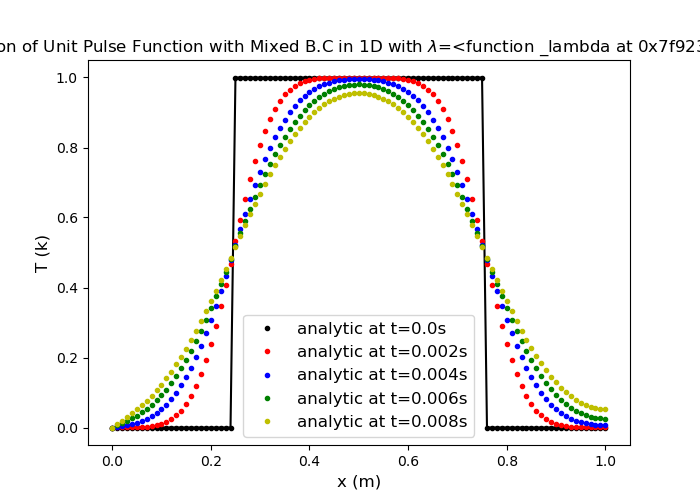 on of Unit Pulse Function with Mixed B.C in 1D with λ=<function _lambda at 0x7f923
1.0
0.8
0.6
0.4
0.2
0.0
T (k)
analytic at t=0.0s
analytic at t=0.002s
analytic at t=0.004s
analytic at t=0.006s
analytic at t=0.008s
0.0 0.2 0.4 0.6 0.8 1.0
x (m)